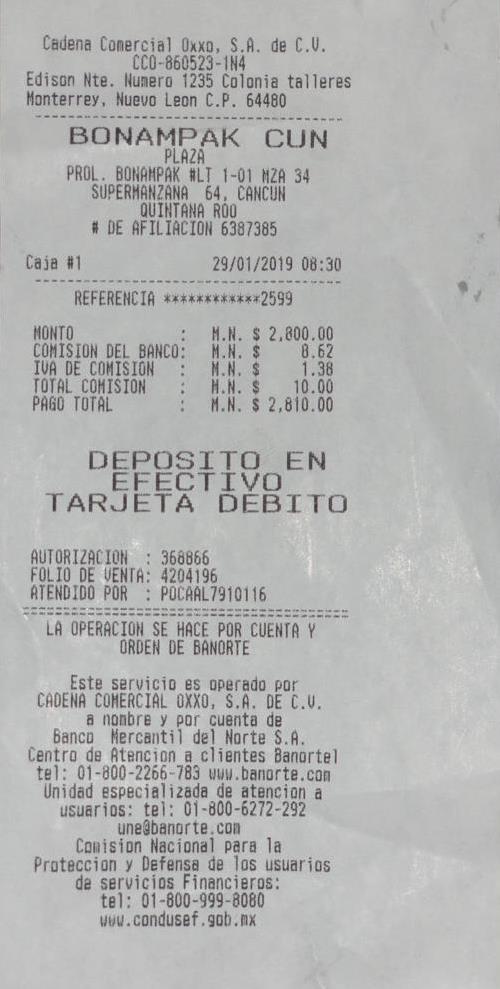 Cadena Comercial Oxxo, S.A. de C.V.
CCO-860523-1N4
Edison Nte. Numero 1235 Colonia talleres
Monterrey, Nuevo Leon C.P. 64480
--------------------------------------
BONAMPAK CUN
PLAZA
PROL. BONAMPAK #LT 1-01 MZA 34
SUPERMANZANA 64, CANCUN
QUINTANA ROO
# DE AFILIACION 6387385
Caja #1 29/01/2019 08:30
--------------------------------------
REFERENCIA ************2599
MONTO : M.N. $ 2,800.00
COMISION DEL BANCO: M.N. $ 8.62
IVA DE COMISION : M.N. $ 1.38
TOTAL COMISION : M.N. $ 10.00
PAGO TOTAL : M.N. $ 2,810.00
DEPOSITO EN
EFECTIVO
TARJETA DEBITO
AUTORIZACION : 368866
FOLIO DE VENTA: 4204196
ATENDIDO POR : POCAAL7910116
========================================
LA OPERACION SE HACE POR CUENTA Y
ORDEN DE BANORTE
Este servicio es operado por
CADENA COMERCIAL OXXO, S.A. DE C.V.
a nombre y por cuenta de
Banco Mercantil del Norte S.A.
Centro de Atencion a clientes Banortel
tel: 01-800-2266-783 www.banorte.com
Unidad especializada de atencion a
usuarios: tel: 01-800-6272-292
une@banorte.com
Comision Nacional para la
Proteccion y Defensa de los usuarios
de servicios Financieros:
tel: 01-800-999-8080
www.condusef.gob.mx